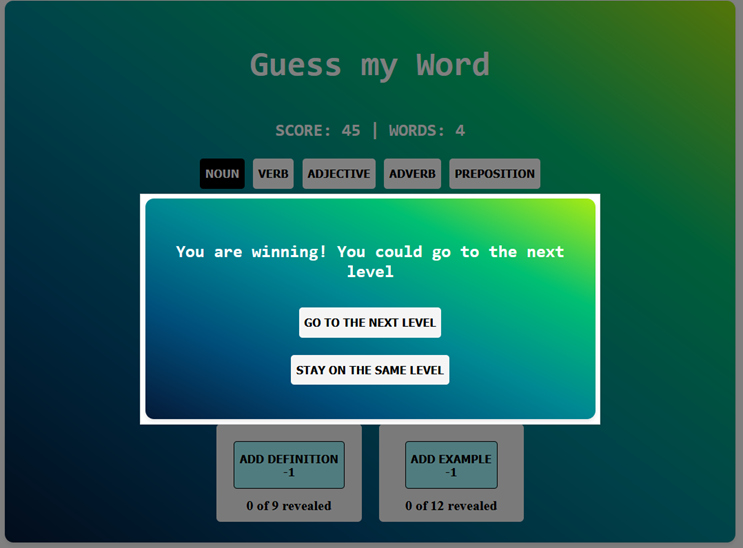 Guess my Word
SCORE: 45 | WORDS: 4
NOUN VERB ADJECTIVE ADVERB PREPOSITION
You are winning! You could go to the next
level
GO TO THE NEXT LEVEL
STAY ON THE SAME LEVEL
ADD DEFINITION
-1
0 of 9 revealed
ADD EXAMPLE
-1
0 of 12 revealed